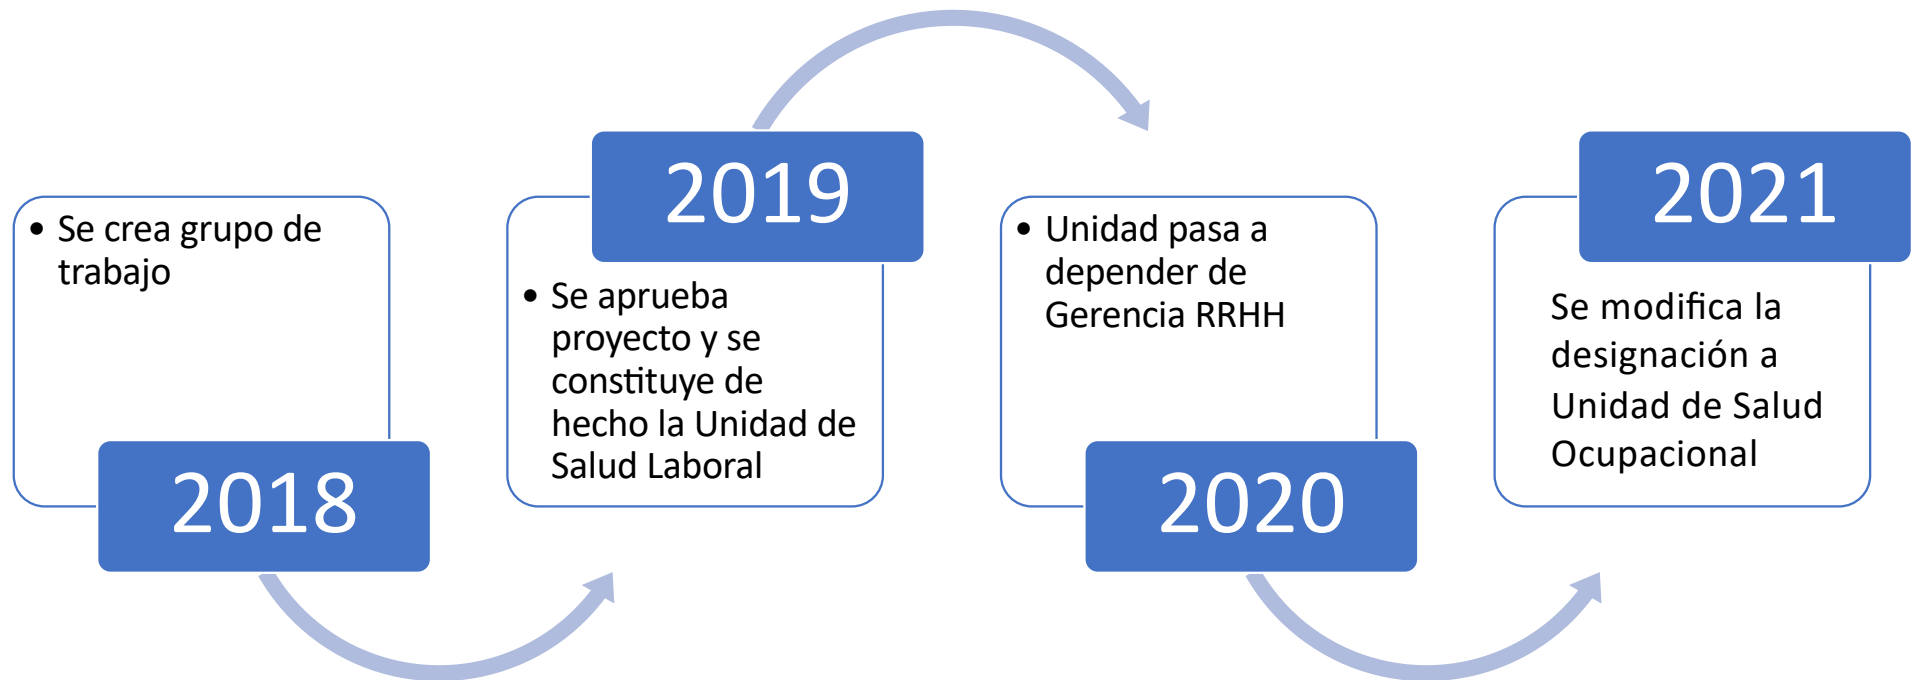 • Se crea grupo de
trabajo
2018
2019
• Se aprueba
proyecto y se
constituye de
hecho la Unidad de
Salud Laboral
• Unidad pasa a
depender de
Gerencia RRHH
2020
2021
Se modifica la
designación a
Unidad de Salud
Ocupacional